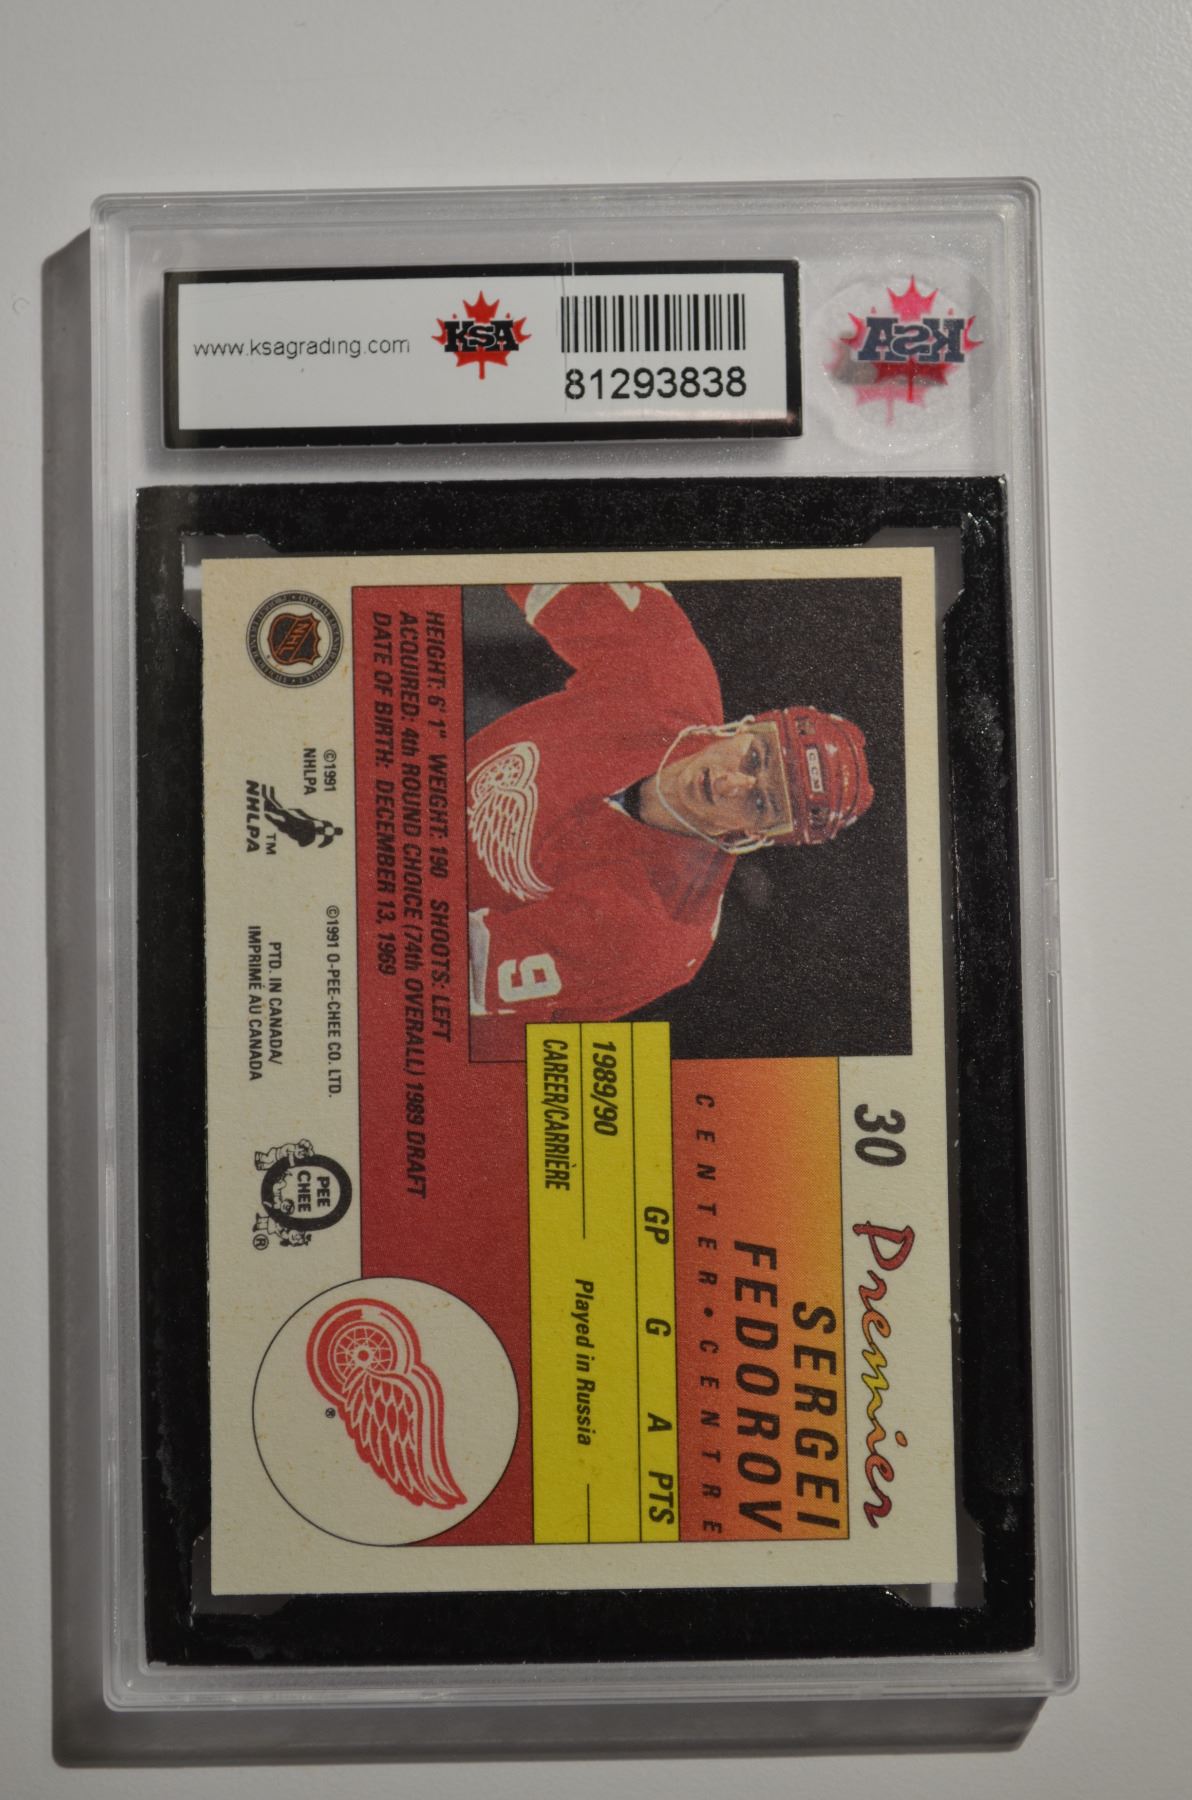 www.ksagrading.com
KSA
81293838
KSA
30 Premier
SERGEI
FEDOROV
CENTER • CENTRE
GP G A PTS
1989/90 Played in Russia
CAREER/CARRIÈRE
CCM
9
HEIGHT: 6'1" WEIGHT: 190 SHOOTS: LEFT
ACQUIRED: 4th ROUND CHOICE (74th OVERALL) 1989 DRAFT
DATE OF BIRTH: DECEMBER 13, 1969
NHL
©1991
NHLPA
TM
NHLPA
©1991 O-PEE-CHEE CO. LTD.
PTD. IN CANADA/
IMPRIMÉ AU CANADA
O
PEE
CHEE
®
®